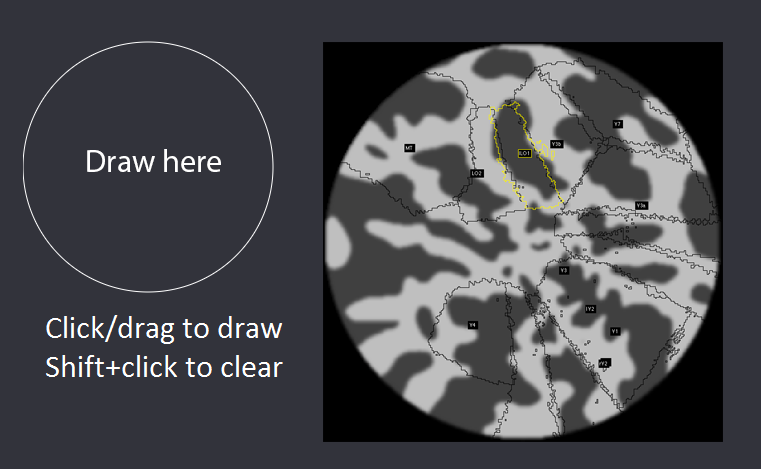 Draw here
Click/drag to draw
Shift+click to clear
V7
V3b
MT
LO1
LO2
V3a
V3
V2
V4
V1